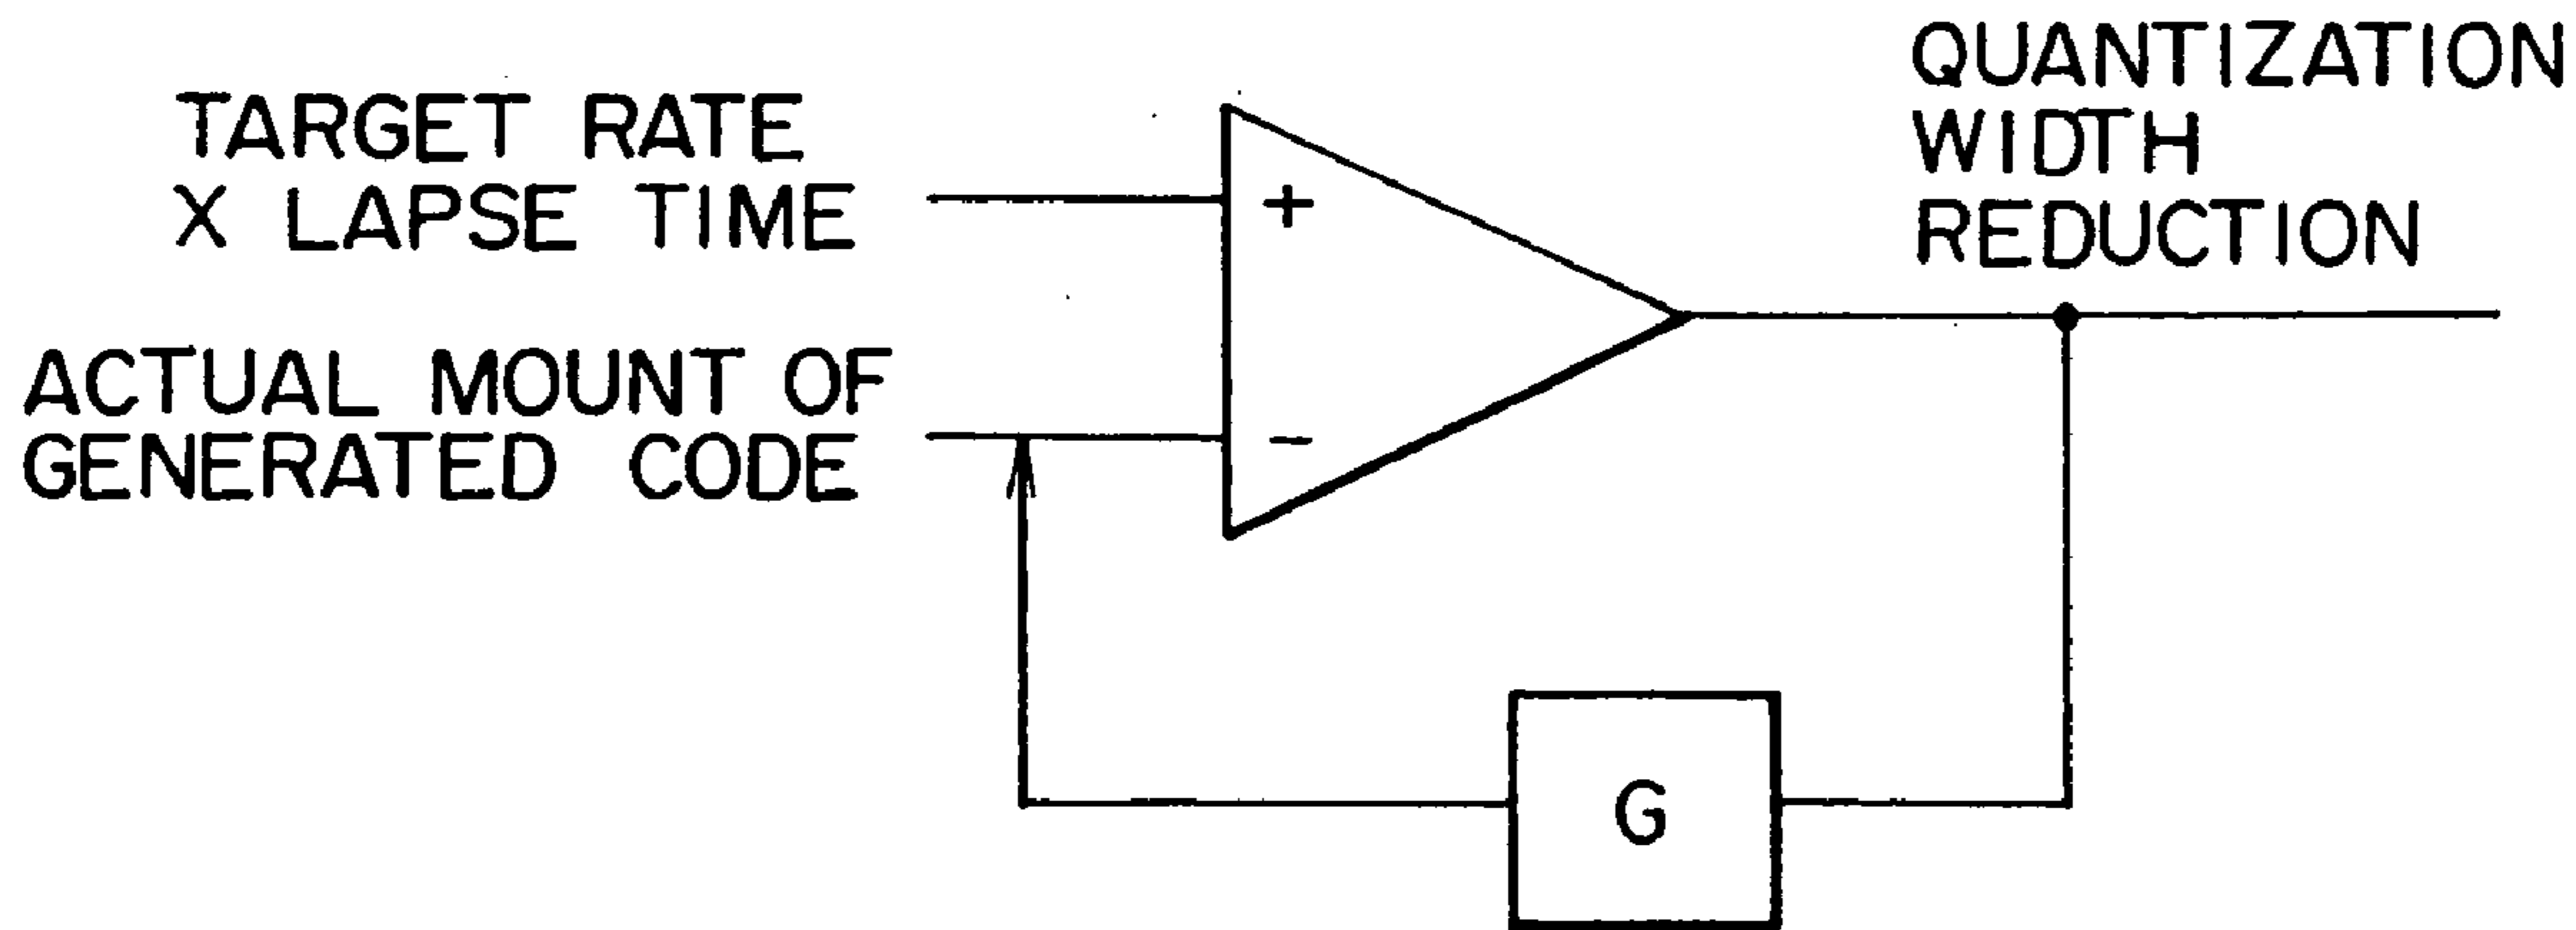 TARGET RATE
X LAPSE TIME
ACTUAL MOUNT OF
GENERATED CODE
+
-
QUANTIZATION
WIDTH
REDUCTION
G